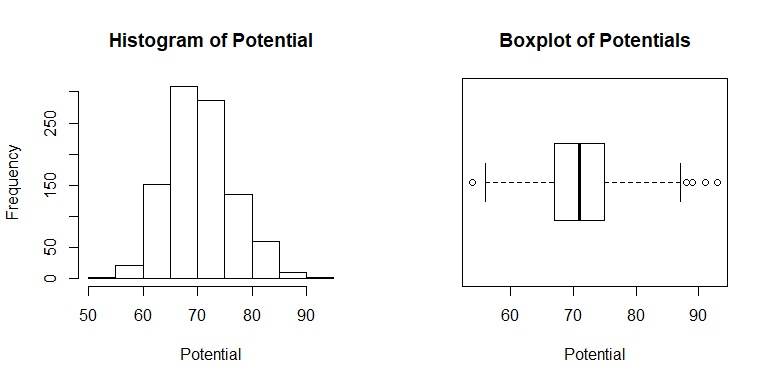 Histogram of Potential
Frequency
250
150
50
0
50 60 70 80 90
Potential
Boxplot of Potentials
60 70 80 90
Potential